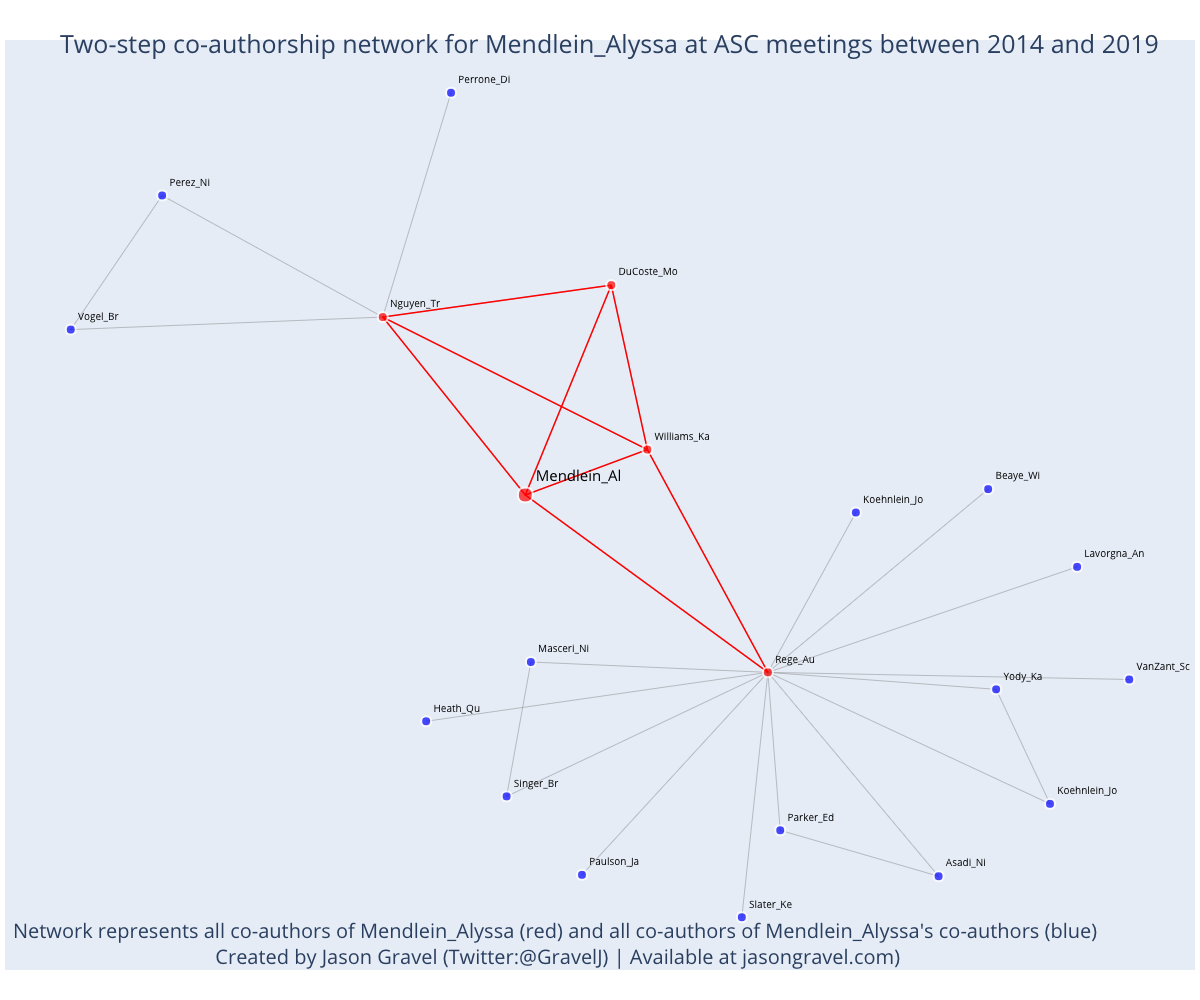 Two-step co-authorship network for Mendlein_Alyssa at ASC meetings between 2014 and 2019
Perrone_Di
Perez_Ni
DuCoste_Mo
Nguyen_Tr
Vogel_Br
Williams_Ka
Mendlein_Al
Beaye_Wi
Koehnlein_Jo
Lavorgna_An
Masceri_Ni
Rege_Au
VanZant_Sc
Yody_Ka
Heath_Qu
Singer_Br
Koehnlein_Jo
Parker_Ed
Paulson_Ja
Asadi_Ni
Slater_Ke
Network represents all co-authors of Mendlein_Alyssa (red) and all co-authors of Mendlein_Alyssa's co-authors (blue)
Created by Jason Gravel (Twitter:@GravelJ) | Available at jasongravel.com)